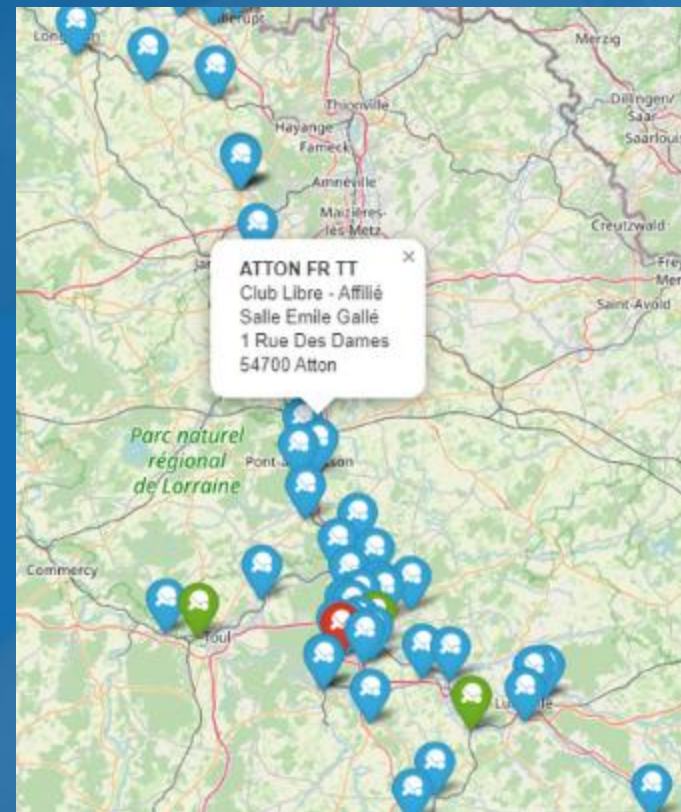 Thionville
Merzig
Hayange
Fameck
Dillingen/
Saar
Saarlouis
Amnéville
Maizières-
lès-Metz
Creutzwald
Saint-Avold
ATTON FR TT
Club Libre - Affilié
Salle Emile Gallé
1 Rue Des Dames
54700 Atton
Parc naturel
régional
de Lorraine
Commercy
Toul